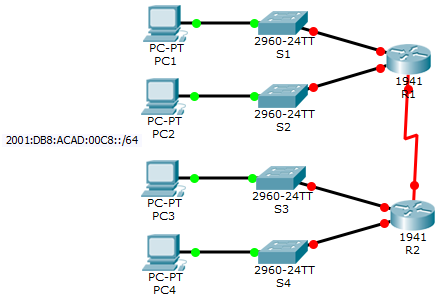 2960-24TT
S1
PC-PT
PC1
1941
R1
2960-24TT
S2
PC-PT
PC2
2001:DB8:ACAD:00C8::/64
2960-24TT
S3
PC-PT
PC3
1941
R2
2960-24TT
S4
PC-PT
PC4